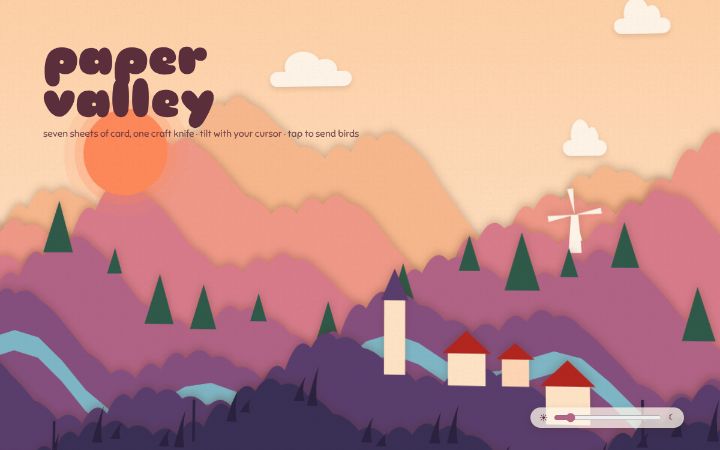 paper
valley
seven sheets of card, one craft knife · tilt with your cursor · tap to send birds